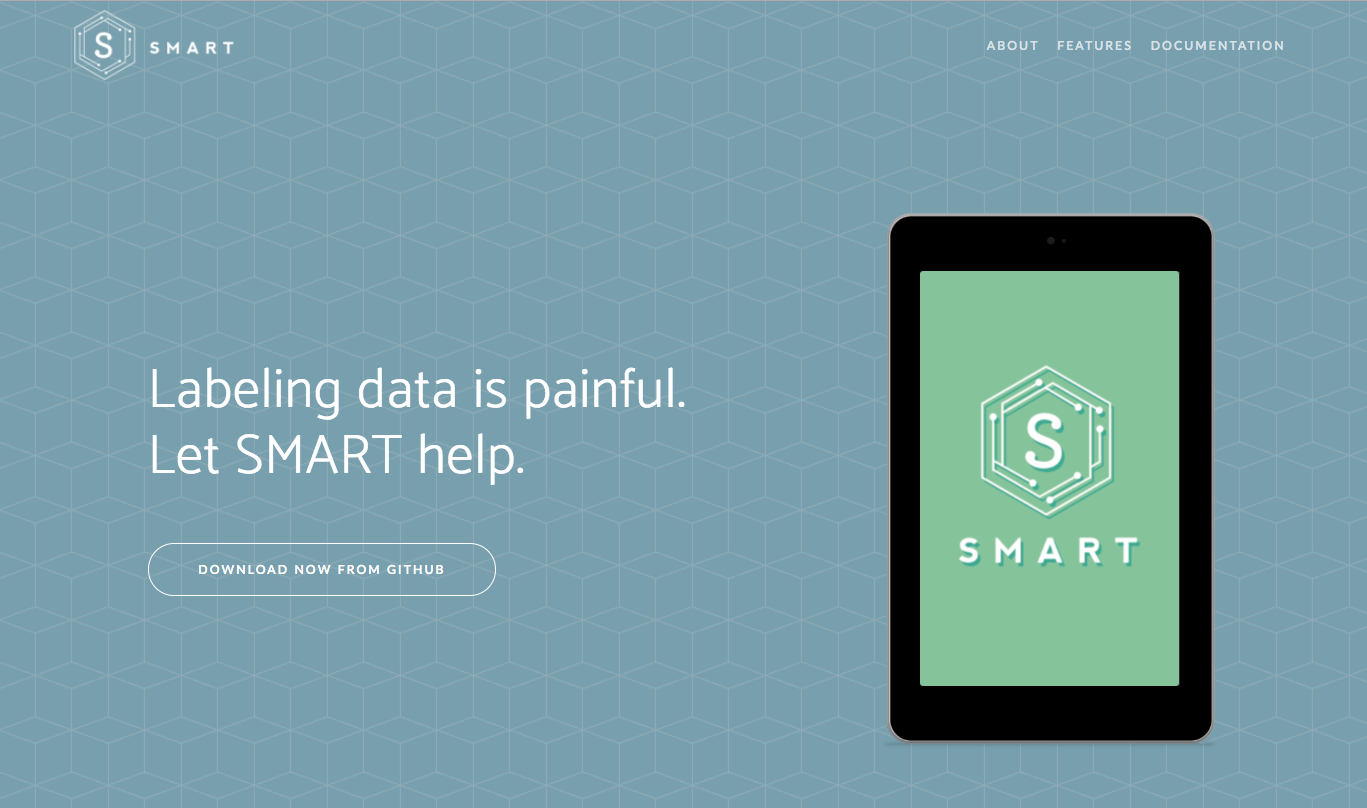 S
SMART
ABOUT FEATURES DOCUMENTATION
Labeling data is painful.
Let SMART help.
DOWNLOAD NOW FROM GITHUB
S
SMART